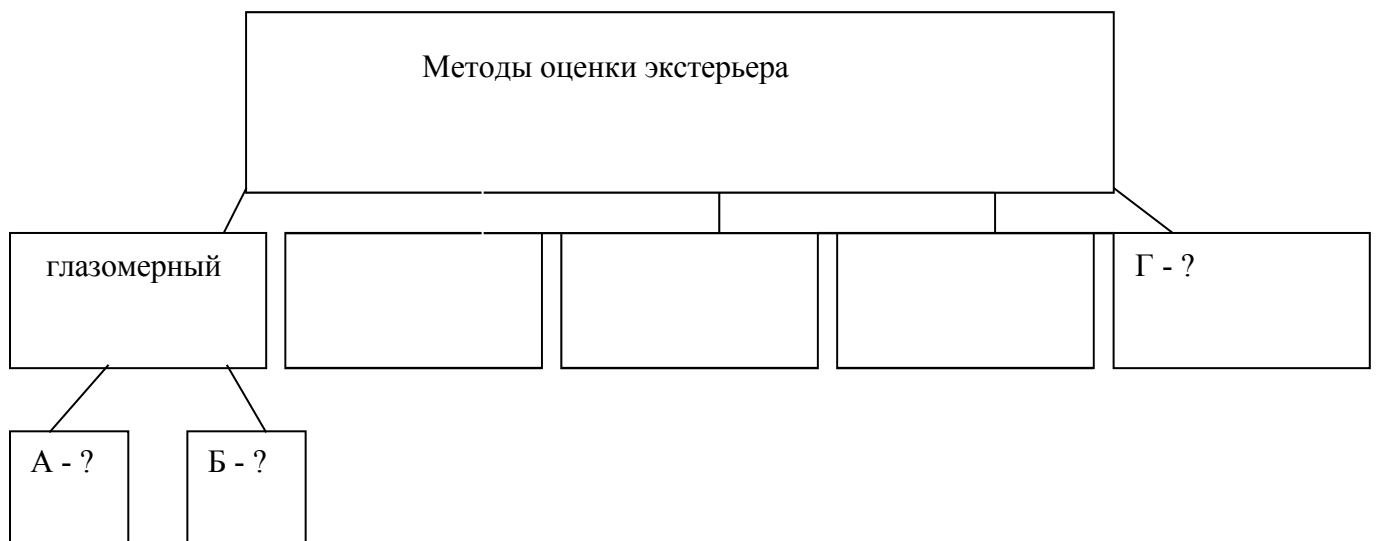 Методы оценки экстерьера
глазомерный
Г - ?
А - ?
Б - ?